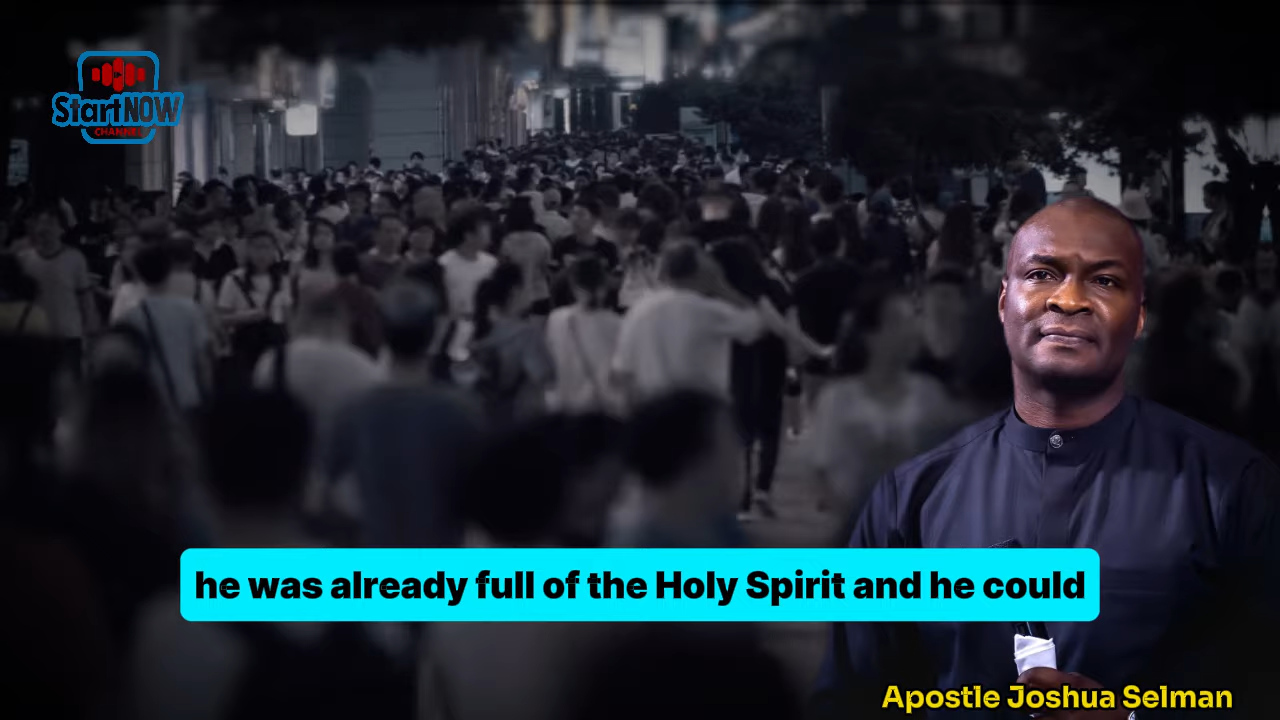 StartNOW
CHANNEL
he was already full of the Holy Spirit and he could
Apostle Joshua Selman